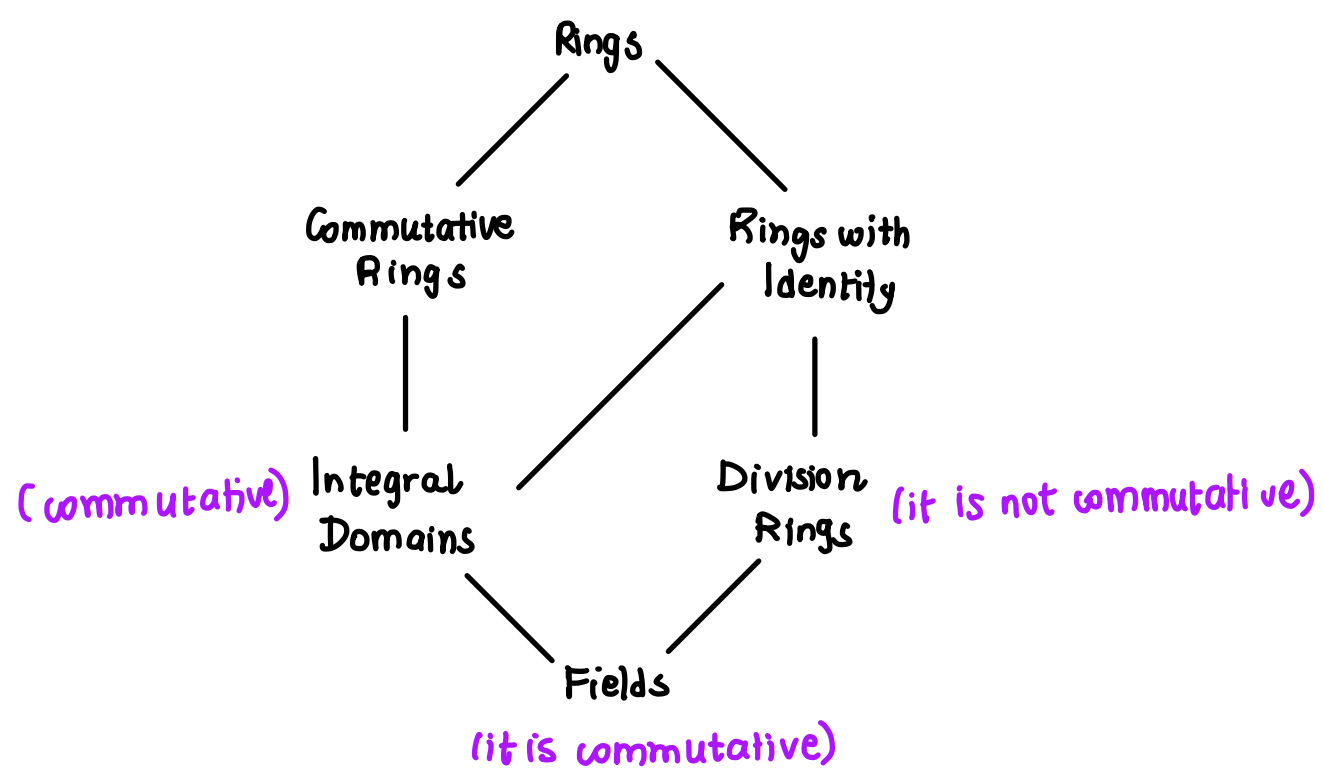 Rings
Commutative
Rings
Rings with
Identity
(commutative)
Integral
Domains
Division
Rings
(it is not commutative)
Fields
(it is commutative)